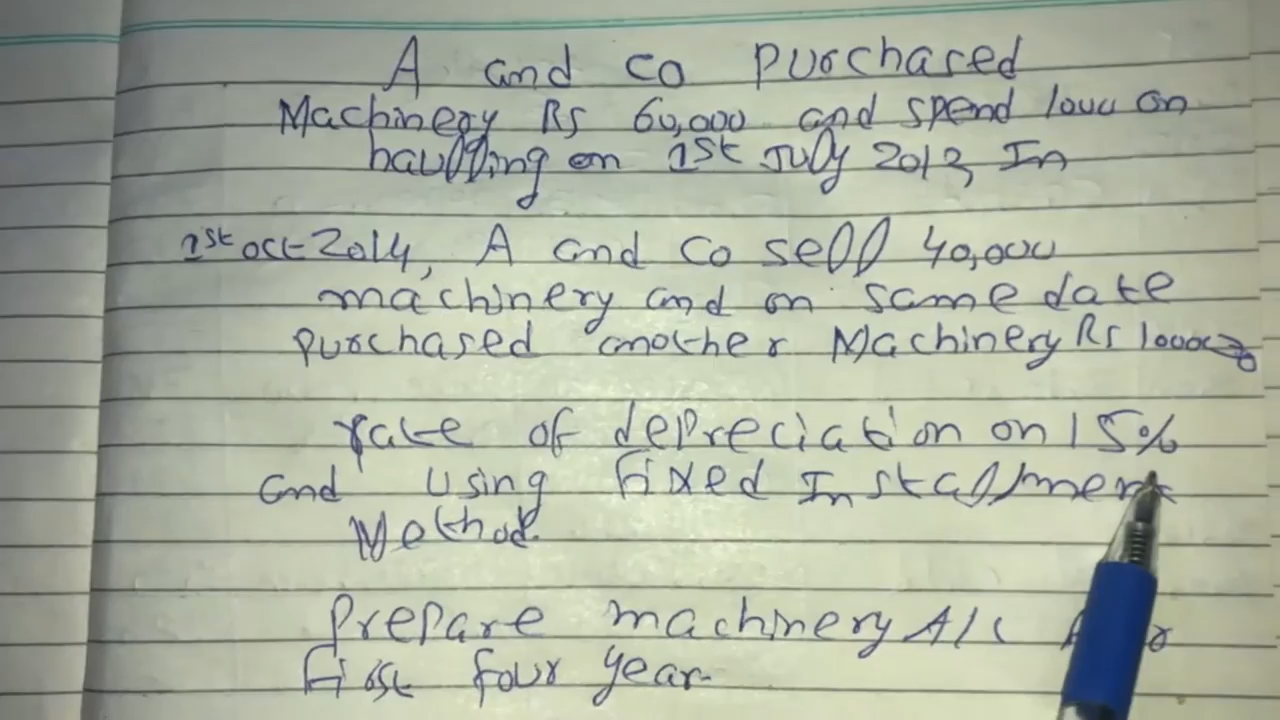 A and co purchased
Machinery Rs 60,000 and spend 1000 on
on 1st July 2013, In
1st oct 2014, A and Co sell 40,000
machinery and on same date
purchased another Machinery Rs
rate of depreciation on 15%
and using fixed Installment
Method.
Prepare machinery A/c
First four year